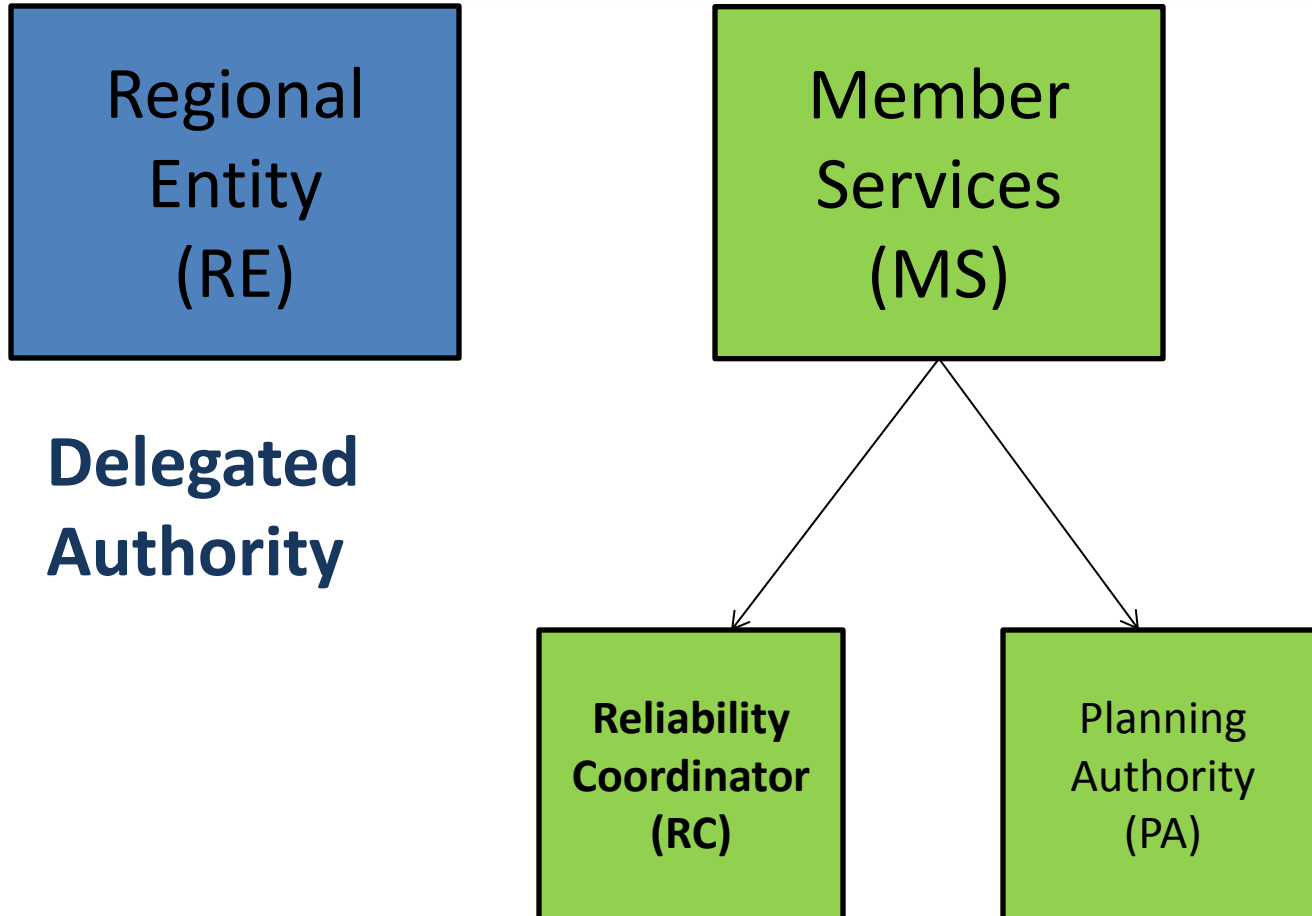 Regional
Entity
(RE)
Member
Services
(MS)
Delegated
Authority
Reliability
Coordinator
(RC)
Planning
Authority
(PA)